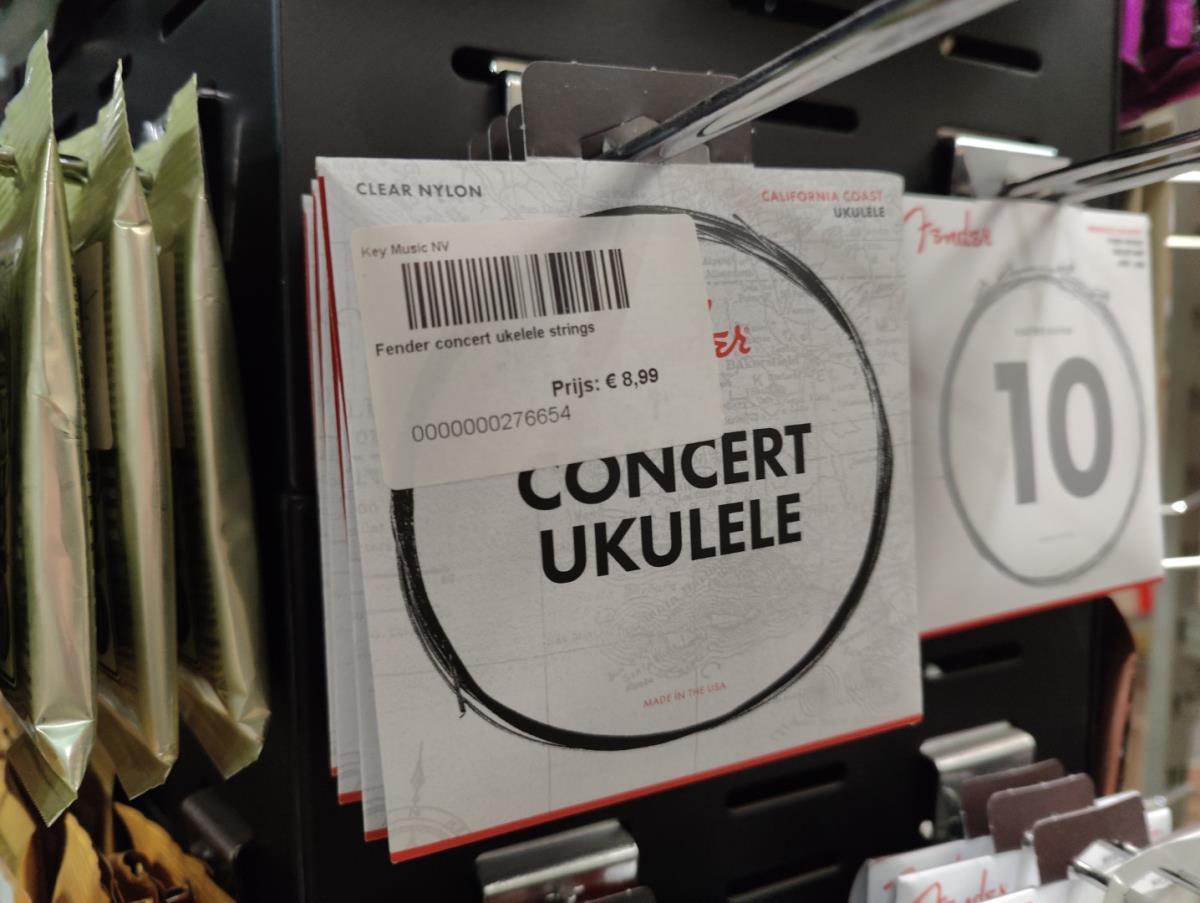 CLEAR NYLON
CALIFORNIA COAST
UKULELE
Key Music NV
Fender concert ukelele strings
Prijs: € 8,99
0000000276654
CONCERT
UKULELE
MADE IN THE USA
Fender
10
Fender